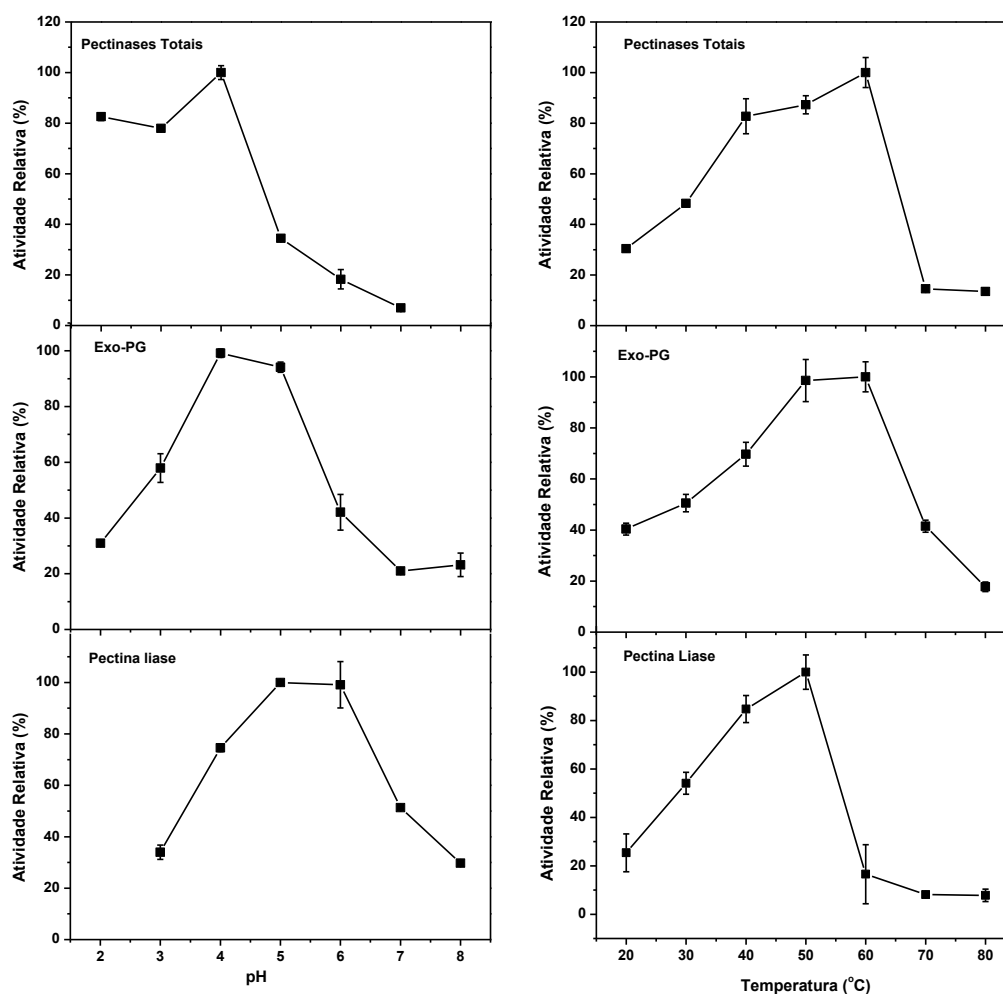 Pectinases Totais
Atividade Relativa (%)
120
100
80
60
40
20
0
Exo-PG
Atividade Relativa (%)
100
80
60
40
20
0
Pectina liase
Atividade Relativa (%)
100
80
60
40
20
0
2 3 4 5 6 7 8
pH
Pectinases Totais
Atividade Relativa (%)
120
100
80
60
40
20
0
Exo-PG
Atividade Relativa (%)
100
80
60
40
20
0
Pectina Liase
Atividade Relativa (%)
100
80
60
40
20
0
20 30 40 50 60 70 80
Temperatura (°C)